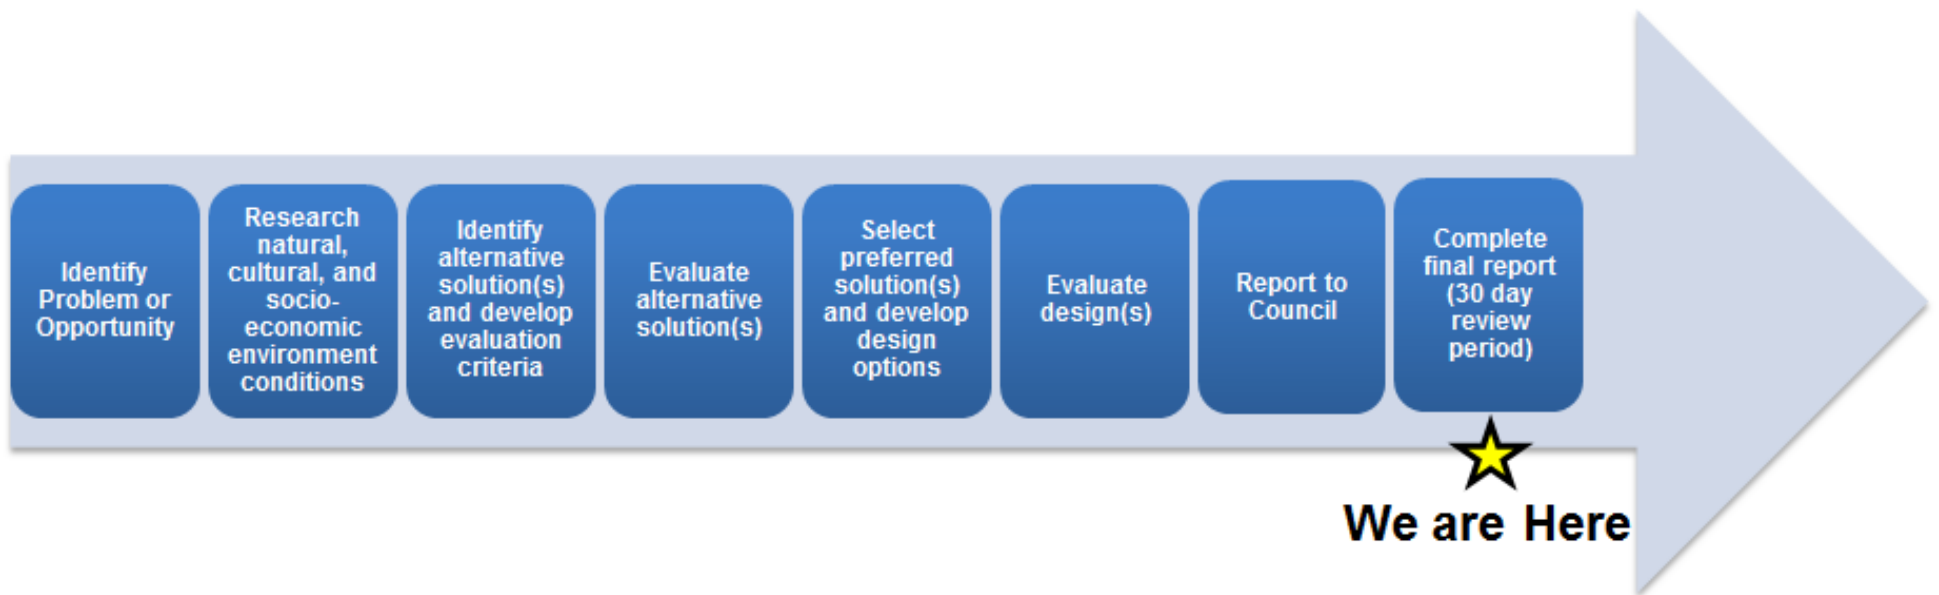 Identify
Problem or
Opportunity
Research
natural,
cultural, and
socio-
economic
environment
conditions
Identify
alternative
solution(s)
and develop
evaluation
criteria
Evaluate
alternative
solution(s)
Select
preferred
solution(s)
and develop
design
options
Evaluate
design(s)
Report to
Council
Complete
final report
(30 day
review
period)
We are Here